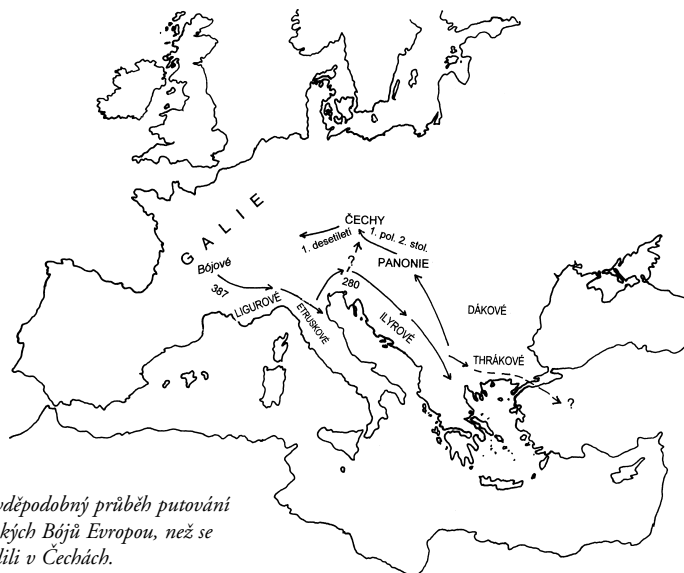 ČECHY
1. desetiletí
1. pol. 2. stol.
GALIE
PANONIE
?
Bójové
280
387
LIGUROVÉ
ETRUSKOVÉ
ILYROVÉ
DÁKOVÉ
THRÁKOVÉ
?
vděpodobný průběh putování
kých Bójů Evropou, než se
dili v Čechách.